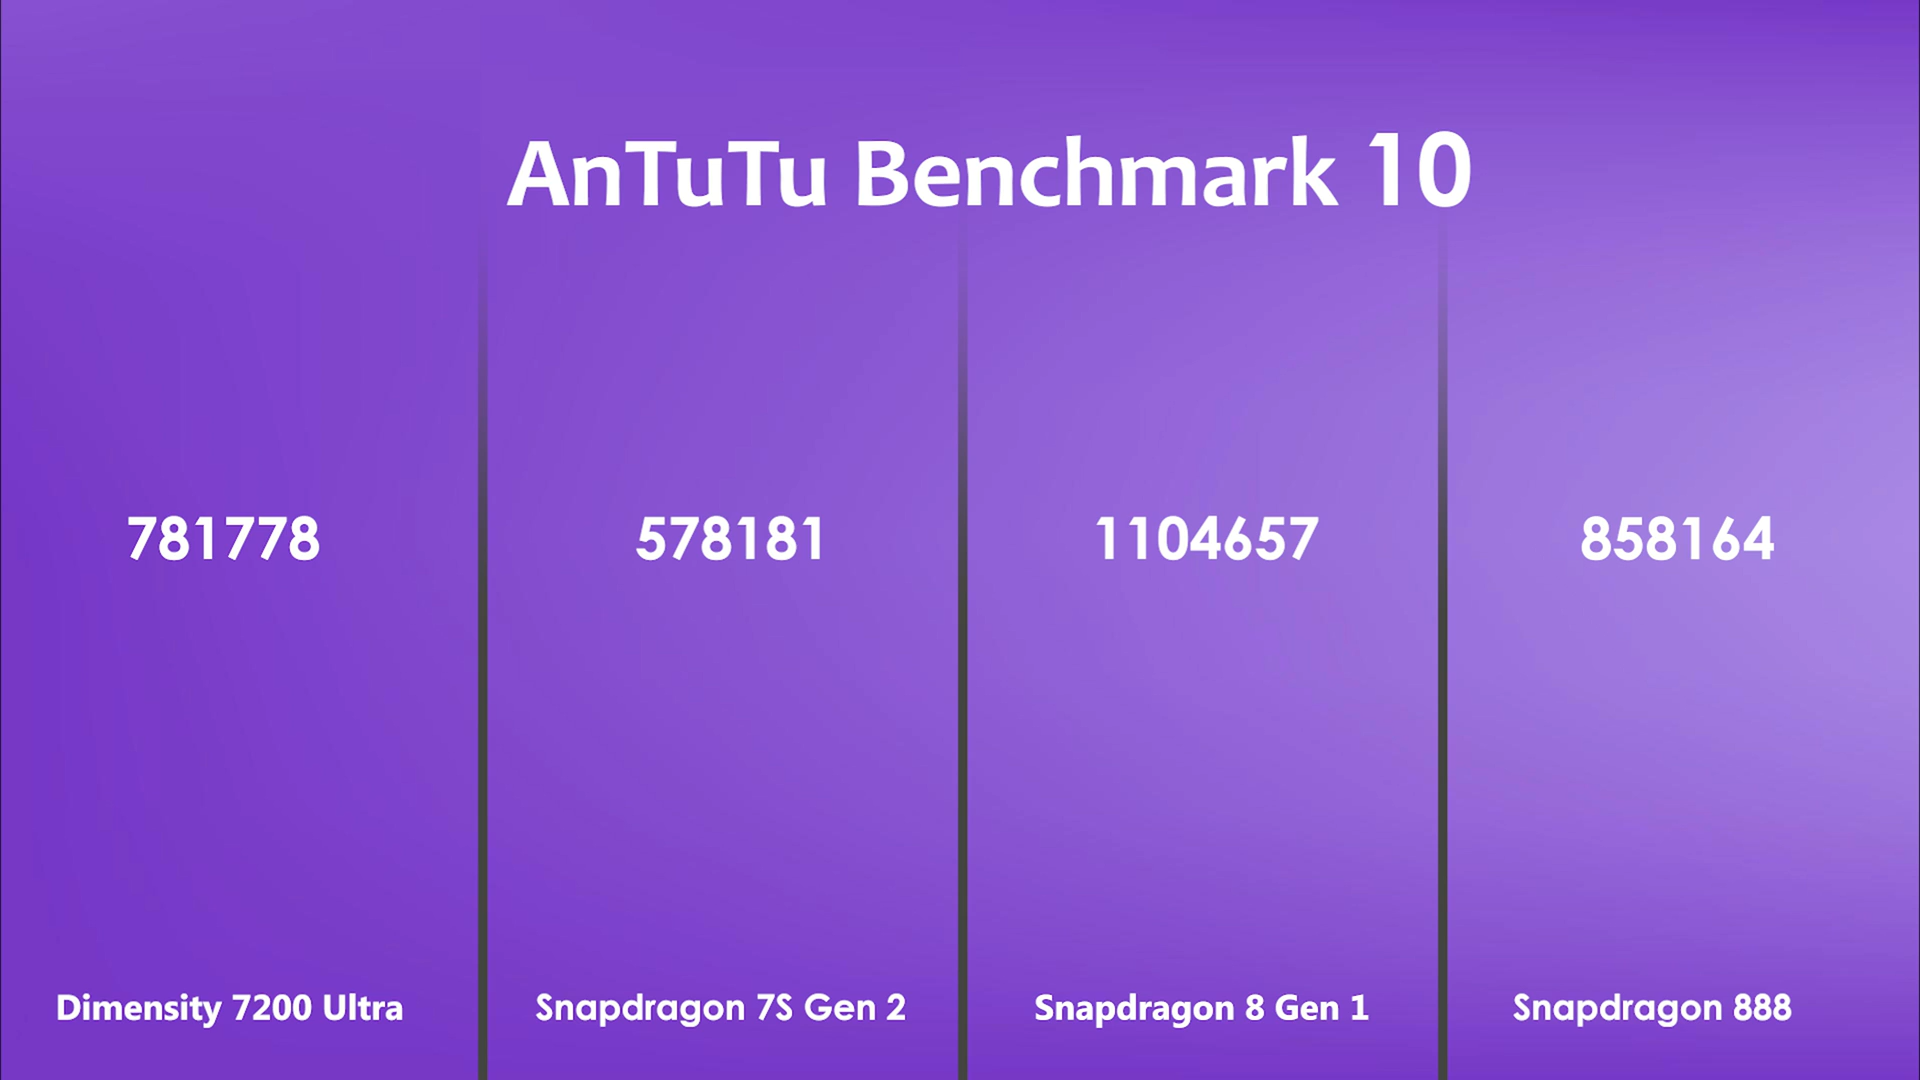 AnTuTu Benchmark 10
781778
578181
1104657
858164
Dimensity 7200 Ultra
Snapdragon 7S Gen 2
Snapdragon 8 Gen 1
Snapdragon 888